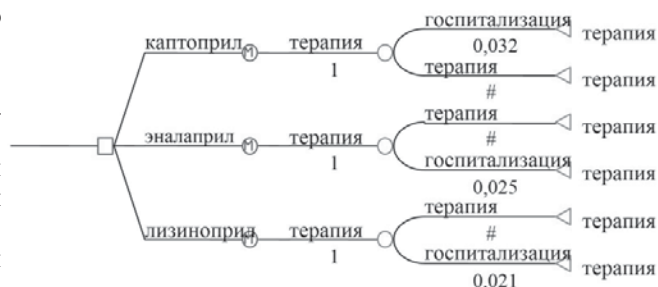 госпитализация
каптоприл
терапия
терапия
0,032
1
терапия
терапия
#
терапия
эналаприл
терапия
терапия
#
1
госпитализация
терапия
0,025
терапия
лизиноприл
терапия
терапия
#
1
госпитализация
терапия
0,021